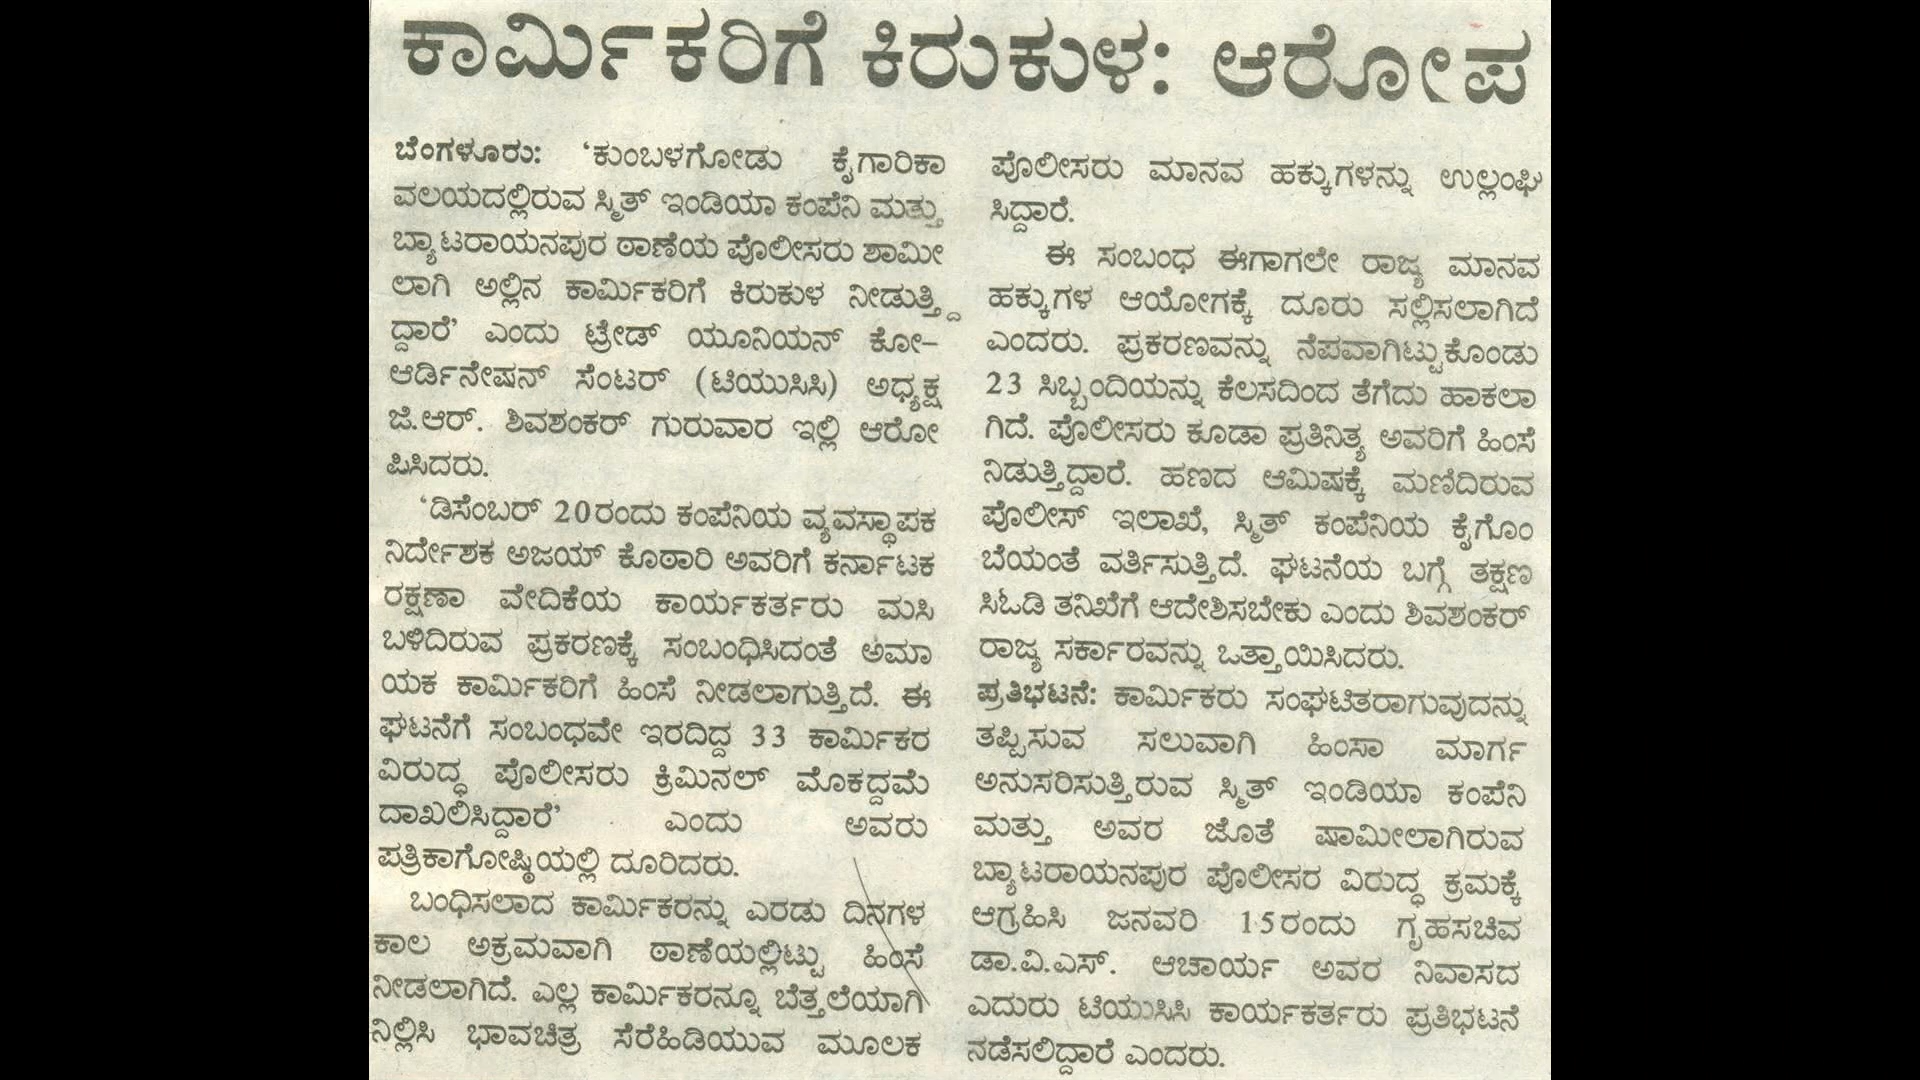 ಕಾರ್ಮಿಕರಿಗೆ ಕಿರುಕುಳ: ಆರೋಪ
ಬೆಂಗಳೂರು: 'ಕುಂಬಳಗೋಡು ಕೈಗಾರಿಕಾ
ವಲಯದಲ್ಲಿರುವ ಸ್ಮಿತ್ ಇಂಡಿಯಾ ಕಂಪೆನಿ ಮತ್ತು
ಬ್ಯಾಟರಾಯನಪುರ ಠಾಣೆಯ ಪೊಲೀಸರು ಶಾಮೀ
ಲಾಗಿ ಅಲ್ಲಿನ ಕಾರ್ಮಿಕರಿಗೆ ಕಿರುಕುಳ ನೀಡುತ್ತಿ
ದ್ದಾರೆ' ಎಂದು ಟ್ರೇಡ್ ಯೂನಿಯನ್ ಕೋ-
ಆರ್ಡಿನೇಷನ್ ಸೆಂಟರ್ (ಟಿಯುಸಿಸಿ) ಅಧ್ಯಕ್ಷ
ಜಿ.ಆರ್. ಶಿವಶಂಕರ್ ಗುರುವಾರ ಇಲ್ಲಿ ಆರೋ
ಪಿಸಿದರು.
'ಡಿಸೆಂಬರ್ 20ರಂದು ಕಂಪೆನಿಯ ವ್ಯವಸ್ಥಾಪಕ
ನಿರ್ದೇಶಕ ಅಜಯ್ ಕೊಠಾರಿ ಅವರಿಗೆ ಕರ್ನಾಟಕ
ರಕ್ಷಣಾ ವೇದಿಕೆಯ ಕಾರ್ಯಕರ್ತರು ಮಸಿ
ಬಳಿದಿರುವ ಪ್ರಕರಣಕ್ಕೆ ಸಂಬಂಧಿಸಿದಂತೆ ಅಮಾ
ಯಕ ಕಾರ್ಮಿಕರಿಗೆ ಹಿಂಸೆ ನೀಡಲಾಗುತ್ತಿದೆ. ಈ
ಘಟನೆಗೆ ಸಂಬಂಧವೇ ಇರದಿದ್ದ 33 ಕಾರ್ಮಿಕರ
ವಿರುದ್ಧ ಪೊಲೀಸರು ಕ್ರಿಮಿನಲ್ ಮೊಕದ್ದಮೆ
ದಾಖಲಿಸಿದ್ದಾರೆ' ಎಂದು ಅವರು
ಪತ್ರಿಕಾಗೋಷ್ಠಿಯಲ್ಲಿ ದೂರಿದರು.
ಬಂಧಿಸಲಾದ ಕಾರ್ಮಿಕರನ್ನು ಎರಡು ದಿನಗಳ
ಕಾಲ ಅಕ್ರಮವಾಗಿ ಠಾಣೆಯಲ್ಲಿಟ್ಟು ಹಿಂಸೆ
ನೀಡಲಾಗಿದೆ. ಎಲ್ಲ ಕಾರ್ಮಿಕರನ್ನೂ ಬೆತ್ತಲೆಯಾಗಿ
ನಿಲ್ಲಿಸಿ ಭಾವಚಿತ್ರ ಸೆರೆಹಿಡಿಯುವ ಮೂಲಕ
ಪೊಲೀಸರು ಮಾನವ ಹಕ್ಕುಗಳನ್ನು ಉಲ್ಲಂಘಿ
ಸಿದ್ದಾರೆ.
ಈ ಸಂಬಂಧ ಈಗಾಗಲೇ ರಾಜ್ಯ ಮಾನವ
ಹಕ್ಕುಗಳ ಆಯೋಗಕ್ಕೆ ದೂರು ಸಲ್ಲಿಸಲಾಗಿದೆ
ಎಂದರು. ಪ್ರಕರಣವನ್ನು ನೆಪವಾಗಿಟ್ಟುಕೊಂಡು
23 ಸಿಬ್ಬಂದಿಯನ್ನು ಕೆಲಸದಿಂದ ತೆಗೆದು ಹಾಕಲಾ
ಗಿದೆ. ಪೊಲೀಸರು ಕೂಡಾ ಪ್ರತಿನಿತ್ಯ ಅವರಿಗೆ ಹಿಂಸೆ
ನಿಡುತ್ತಿದ್ದಾರೆ. ಹಣದ ಆಮಿಷಕ್ಕೆ ಮಣಿದಿರುವ
ಪೊಲೀಸ್ ಇಲಾಖೆ, ಸ್ಮಿತ್ ಕಂಪೆನಿಯ ಕೈಗೊಂ
ಬೆಯಂತೆ ವರ್ತಿಸುತ್ತಿದೆ. ಘಟನೆಯ ಬಗ್ಗೆ ತಕ್ಷಣ
ಸಿಓಡಿ ತನಿಖೆಗೆ ಆದೇಶಿಸಬೇಕು ಎಂದು ಶಿವಶಂಕರ್
ರಾಜ್ಯ ಸರ್ಕಾರವನ್ನು ಒತ್ತಾಯಿಸಿದರು.
ಪ್ರತಿಭಟನೆ: ಕಾರ್ಮಿಕರು ಸಂಘಟಿತರಾಗುವುದನ್ನು
ತಪ್ಪಿಸುವ ಸಲುವಾಗಿ ಹಿಂಸಾ ಮಾರ್ಗ
ಅನುಸರಿಸುತ್ತಿರುವ ಸ್ಮಿತ್ ಇಂಡಿಯಾ ಕಂಪೆನಿ
ಮತ್ತು ಅವರ ಜೊತೆ ಷಾಮೀಲಾಗಿರುವ
ಬ್ಯಾಟರಾಯನಪುರ ಪೊಲೀಸರ ವಿರುದ್ಧ ಕ್ರಮಕ್ಕೆ
ಆಗ್ರಹಿಸಿ ಜನವರಿ 15ರಂದು ಗೃಹಸಚಿವ
ಡಾ.ವಿ.ಎಸ್. ಆಚಾರ್ಯ ಅವರ ನಿವಾಸದ
ಎದುರು ಟಿಯುಸಿಸಿ ಕಾರ್ಯಕರ್ತರು ಪ್ರತಿಭಟನೆ
ನಡೆಸಲಿದ್ದಾರೆ ಎಂದರು.